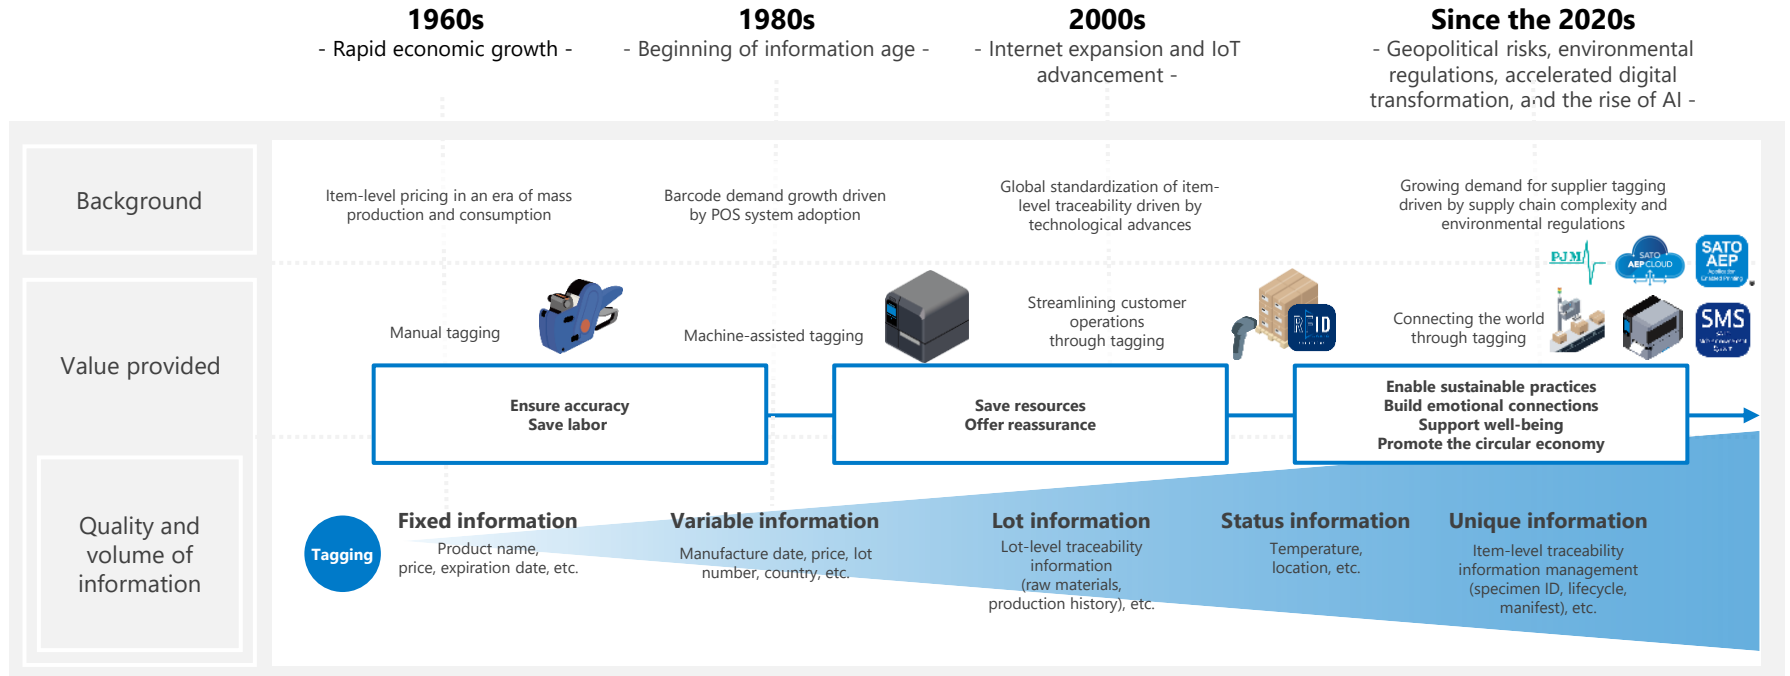 1960s
- Rapid economic growth -
1980s
- Beginning of information age -
2000s
- Internet expansion and IoT
advancement -
Since the 2020s
- Geopolitical risks, environmental
regulations, accelerated digital
transformation, and the rise of AI -
Background
Item-level pricing in an era of mass
production and consumption
Barcode demand growth driven
by POS system adoption
Global standardization of item-
level traceability driven by
technological advances
Growing demand for supplier tagging
driven by supply chain complexity and
environmental regulations
PJM
SATO
AEP CLOUD
SATO
AEP
Application
Enabled Printing
Value provided
Manual tagging
Machine-assisted tagging
Streamlining customer
operations
through tagging
RFID
Connecting the world
through tagging
SMS
Ensure accuracy
Save labor
Save resources
Offer reassurance
Enable sustainable practices
Build emotional connections
Support well-being
Promote the circular economy
Quality and
volume of
information
Tagging
Fixed information
Product name,
price, expiration date, etc.
Variable information
Manufacture date, price, lot
number, country, etc.
Lot information
Lot-level traceability
information
(raw materials,
production history), etc.
Status information
Temperature,
location, etc.
Unique information
Item-level traceability
information management
(specimen ID, lifecycle,
manifest), etc.